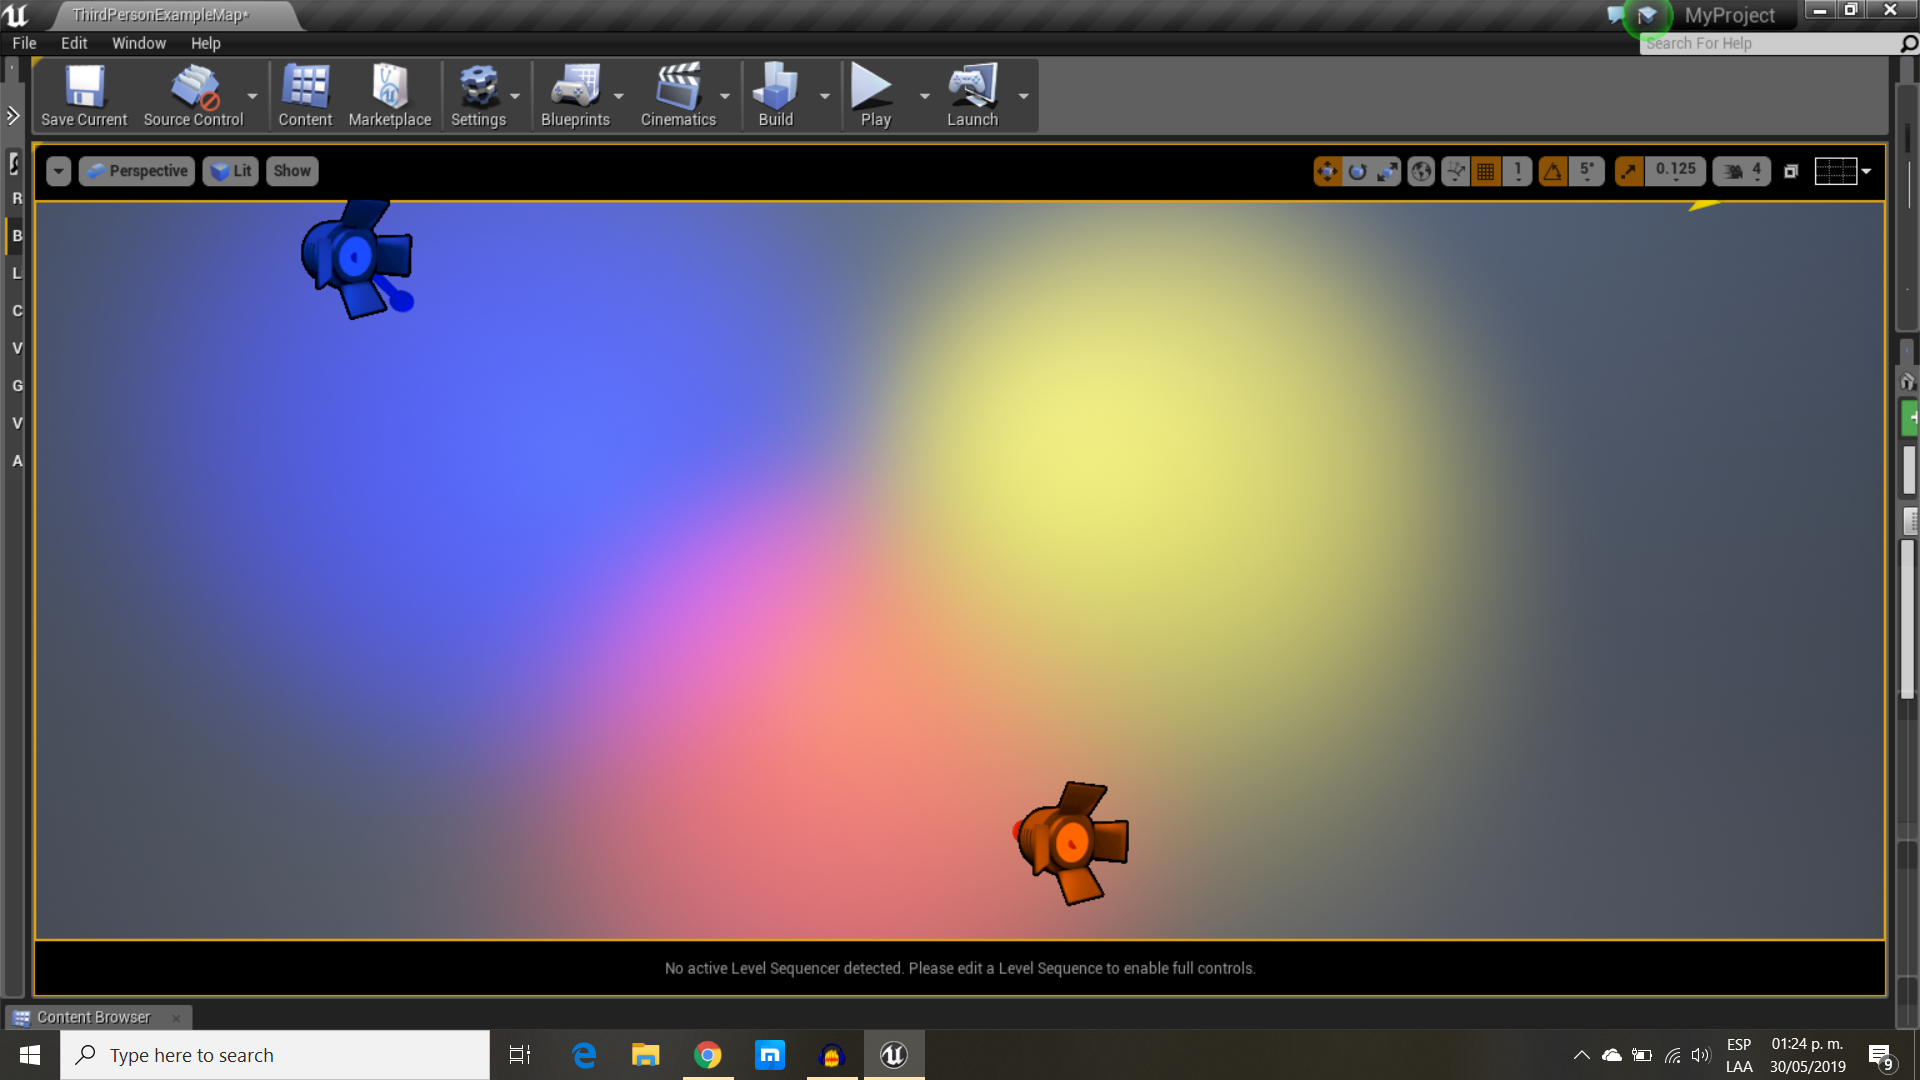 ThirdPersonExampleMap*
MyProject
File Edit Window Help
Search For Help
Save Current Source Control Content Marketplace Settings Blueprints Cinematics Build Play Launch
Perspective Lit Show
1 5° 0.125 4
R
B
L
C
V
G
V
A
No active Level Sequencer detected. Please edit a Level Sequence to enable full controls.
Content Browser
Type here to search
ESP 01:24 p. m.
LAA 30/05/2019
9